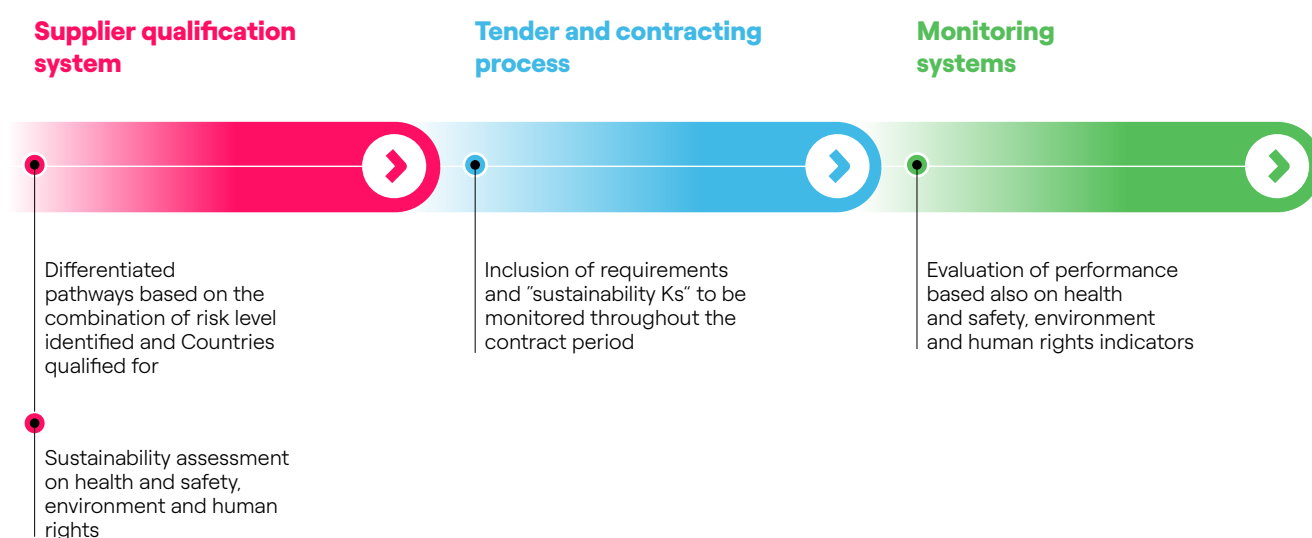 Supplier qualification
system
Tender and contracting
process
Monitoring
systems
Differentiated
pathways based on the
combination of risk level
identified and Countries
qualified for
Sustainability assessment
on health and safety,
environment and human
rights
Inclusion of requirements
and “sustainability Ks” to be
monitored throughout the
contract period
Evaluation of performance
based also on health
and safety, environment
and human rights indicators